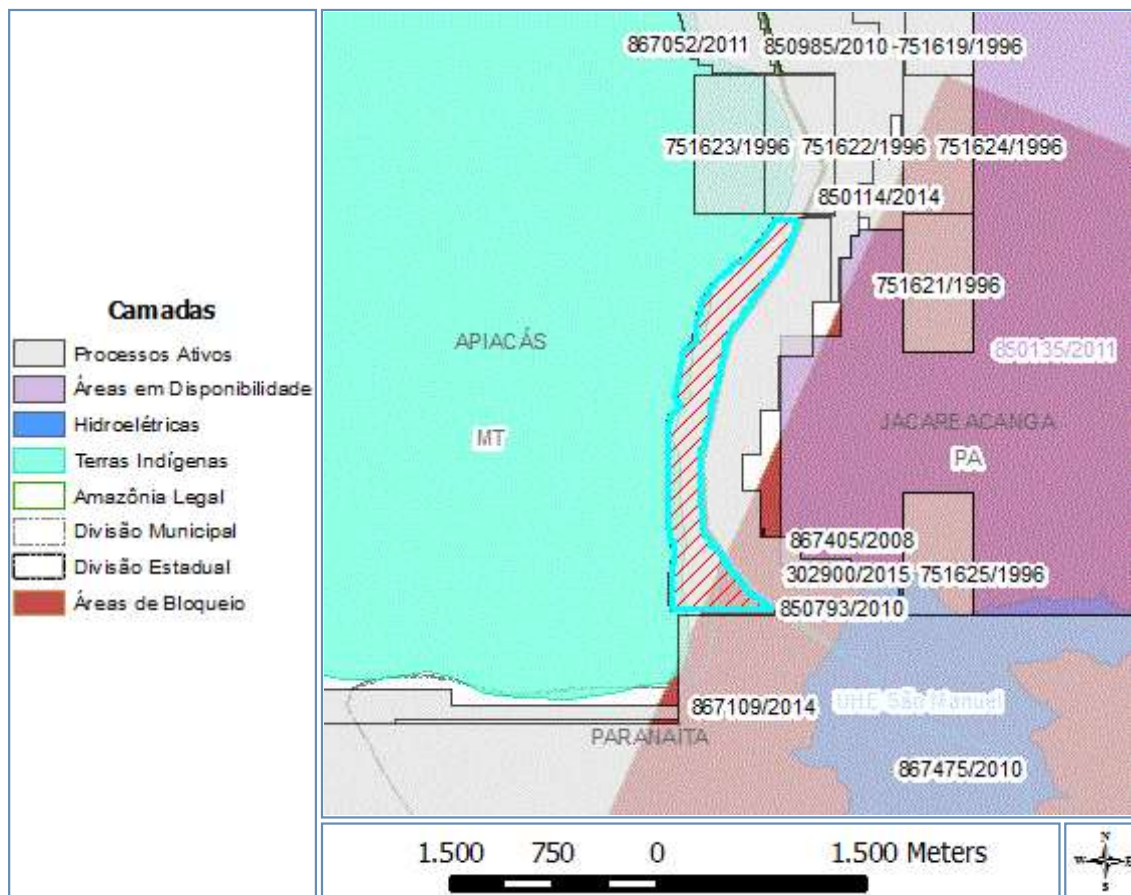 Camadas
Processos Ativos
Áreas em Disponibilidade
Hidroelétricas
Terras Indígenas
Amazônia Legal
Divisão Municipal
Divisão Estadual
Áreas de Bloqueio
867052/2011
850985/2010 -751619/1996
751623/1996
751622/1996
751624/1996
850114/2014
751621/1996
APIACÁS
850135/2011
JACAREACANGA
MT
PA
867405/2008
302900/2015
751625/1996
850793/2010
UHE São Manuel
867109/2014
PARANAÍTA
867475/2010
1.500 750 0 1.500 Meters
N
W E
S